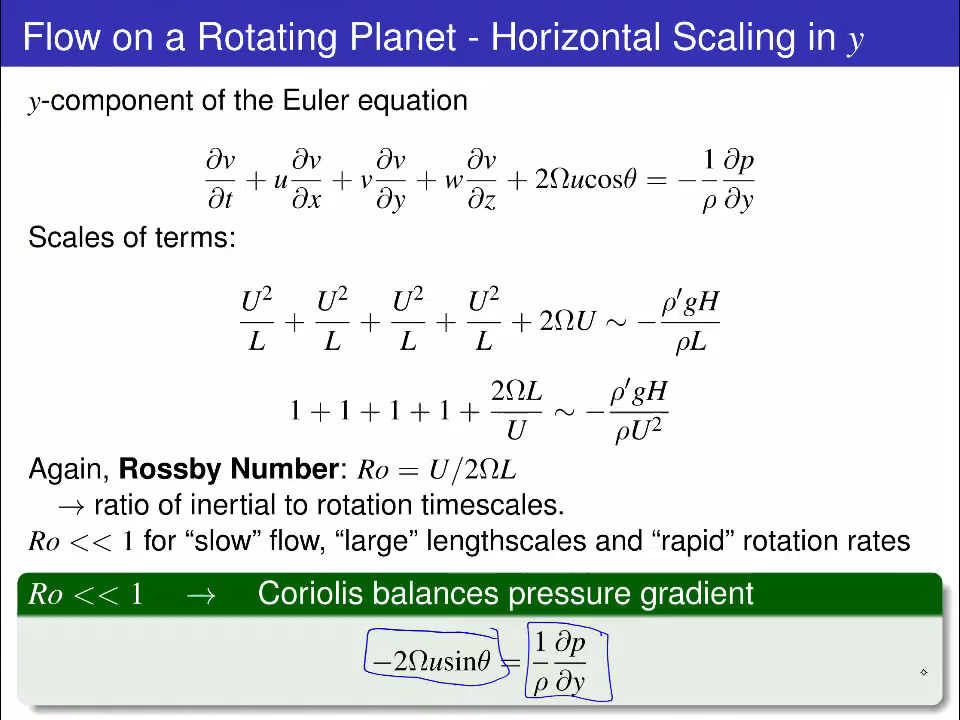 Flow on a Rotating Planet - Horizontal Scaling in y
y-component of the Euler equation
∂v/∂t + u ∂v/∂x + v ∂v/∂y + w ∂v/∂z + 2Ωucosθ = − 1/ρ ∂p/∂y
Scales of terms:
U²/L + U²/L + U²/L + U²/L + 2ΩU ∼ − ρ′gH/ρL
1 + 1 + 1 + 1 + 2ΩL/U ∼ − ρ′gH/ρU²
Again, Rossby Number: Ro = U/2ΩL
→ ratio of inertial to rotation timescales.
Ro << 1 for “slow” flow, “large” lengthscales and “rapid” rotation rates
Ro << 1 → Coriolis balances pressure gradient
−2Ωusinθ = 1/ρ ∂p/∂y